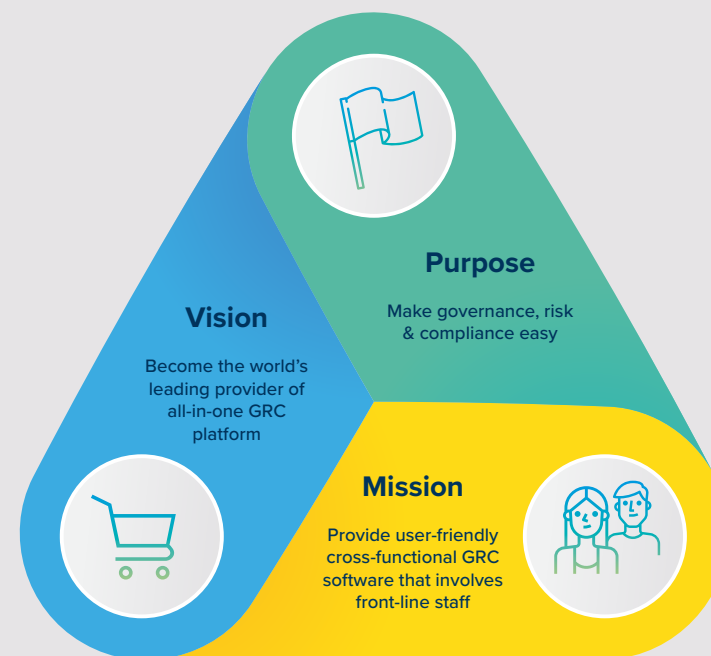 Purpose
Make governance, risk
& compliance easy
Vision
Become the world's
leading provider of
all-in-one GRC
platform
Mission
Provide user-friendly
cross-functional GRC
software that involves
front-line staff